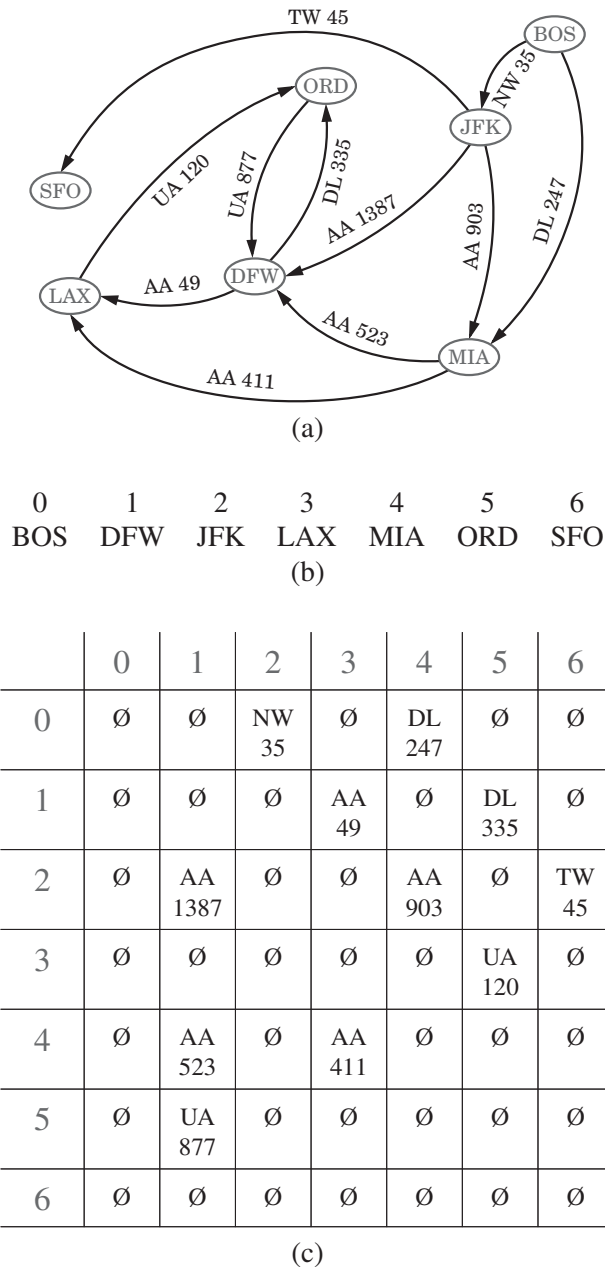 TW 45
BOS
NW 35
ORD
JFK
SFO
UA 120
UA 877
DL 335
AA 1387
AA 903
DL 247
LAX
AA 49
DFW
AA 523
MIA
AA 411
(a)
0 1 2 3 4 5 6
BOS DFW JFK LAX MIA ORD SFO
(b)
0 1 2 3 4 5 6
0 Ø Ø NW Ø DL Ø Ø
35 247
1 Ø Ø Ø AA Ø DL Ø
49 335
2 Ø AA Ø Ø AA Ø TW
1387 903 45
3 Ø Ø Ø Ø Ø UA Ø
120
4 Ø AA Ø AA Ø Ø Ø
523 411
5 Ø UA Ø Ø Ø Ø Ø
877
6 Ø Ø Ø Ø Ø Ø Ø
(c)